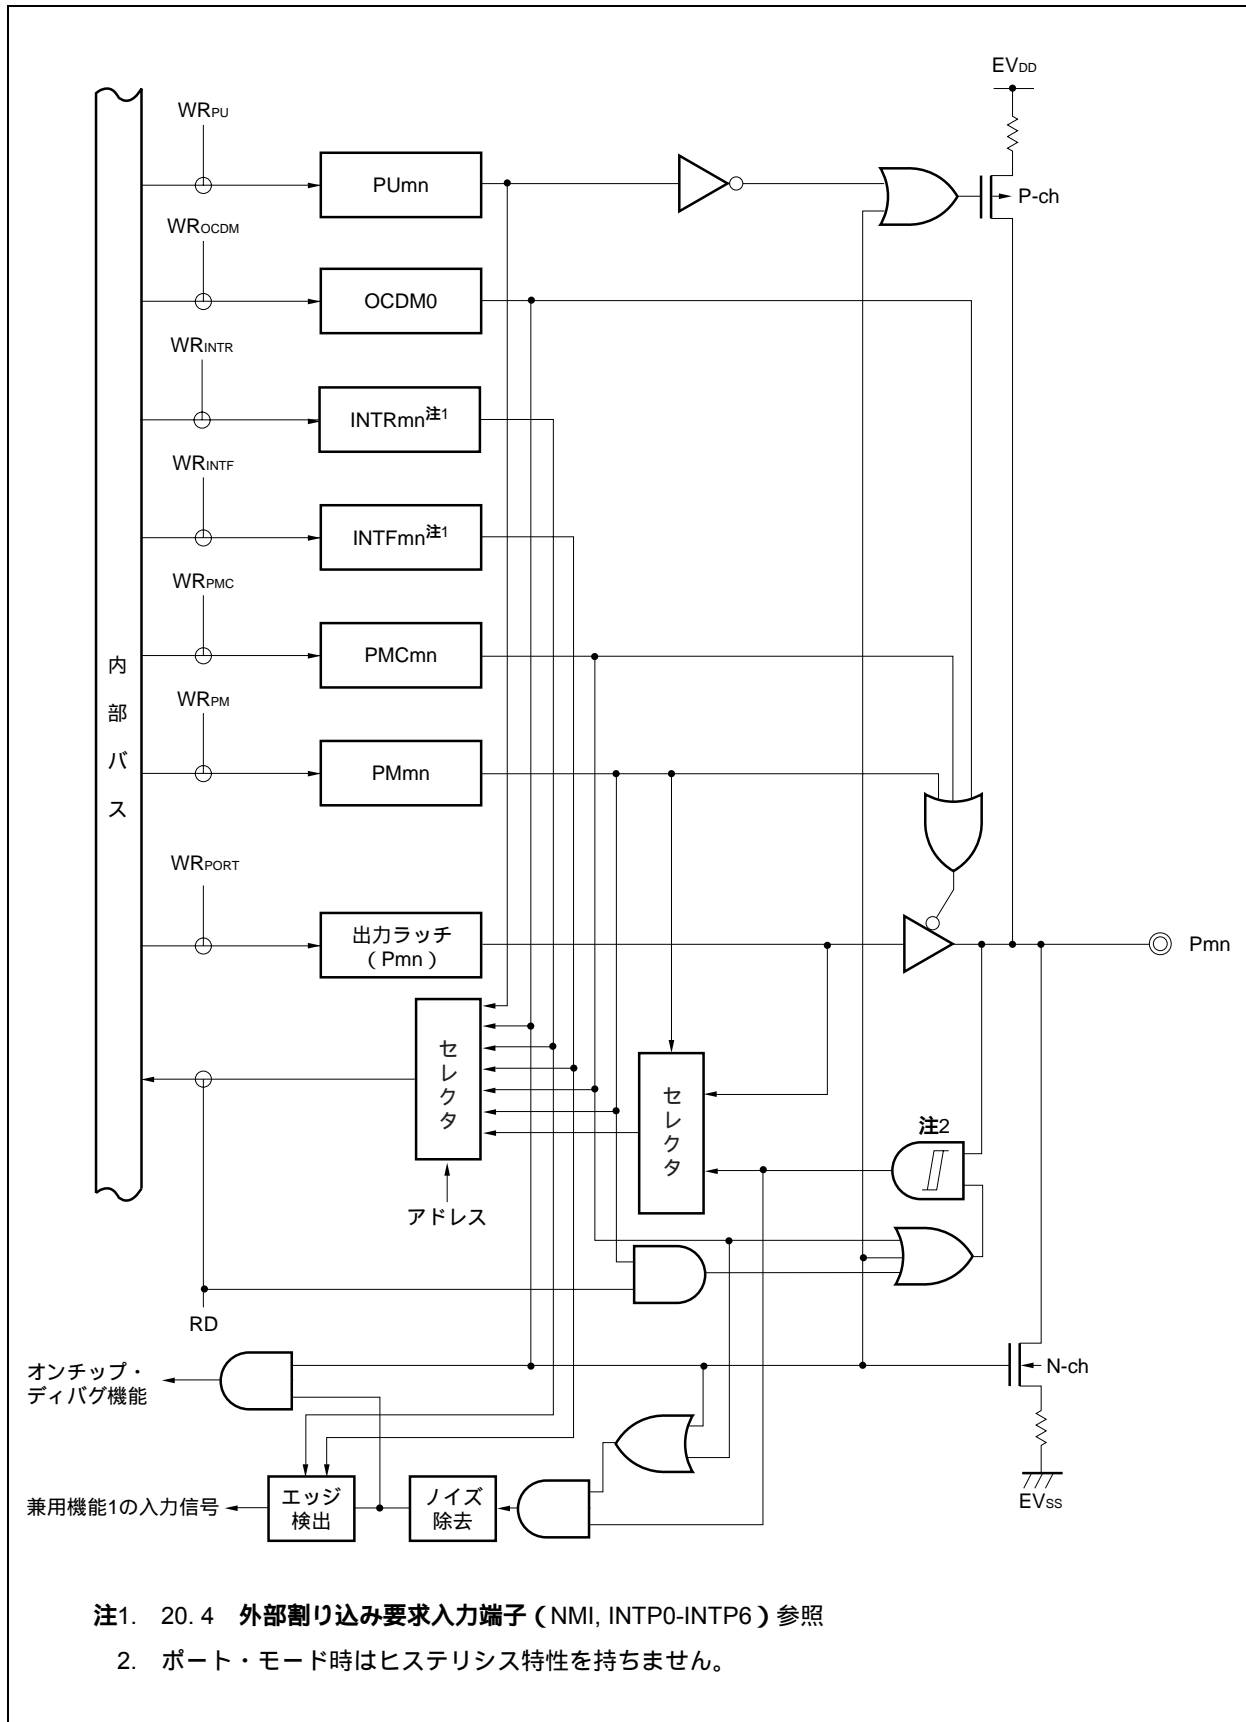 EVDD
WRPU
PUmn
P-ch
WROCDM
OCDM0
WRINTR
INTRmn注1
WRINTF
INTFmn注1
WRPMC
PMCmn
内部バス
WRPM
PMmn
WRPORT
出力ラッチ
(Pmn)
Pmn
セレクタ
セレクタ
注2
アドレス
RD
オンチップ・
ディバグ機能
N-ch
兼用機能1の入力信号
エッジ
検出
ノイズ
除去
EVSS
注1. 20. 4 外部割り込み要求入力端子(NMI, INTP0-INTP6)参照
2. ポート・モード時はヒステリシス特性を持ちません。